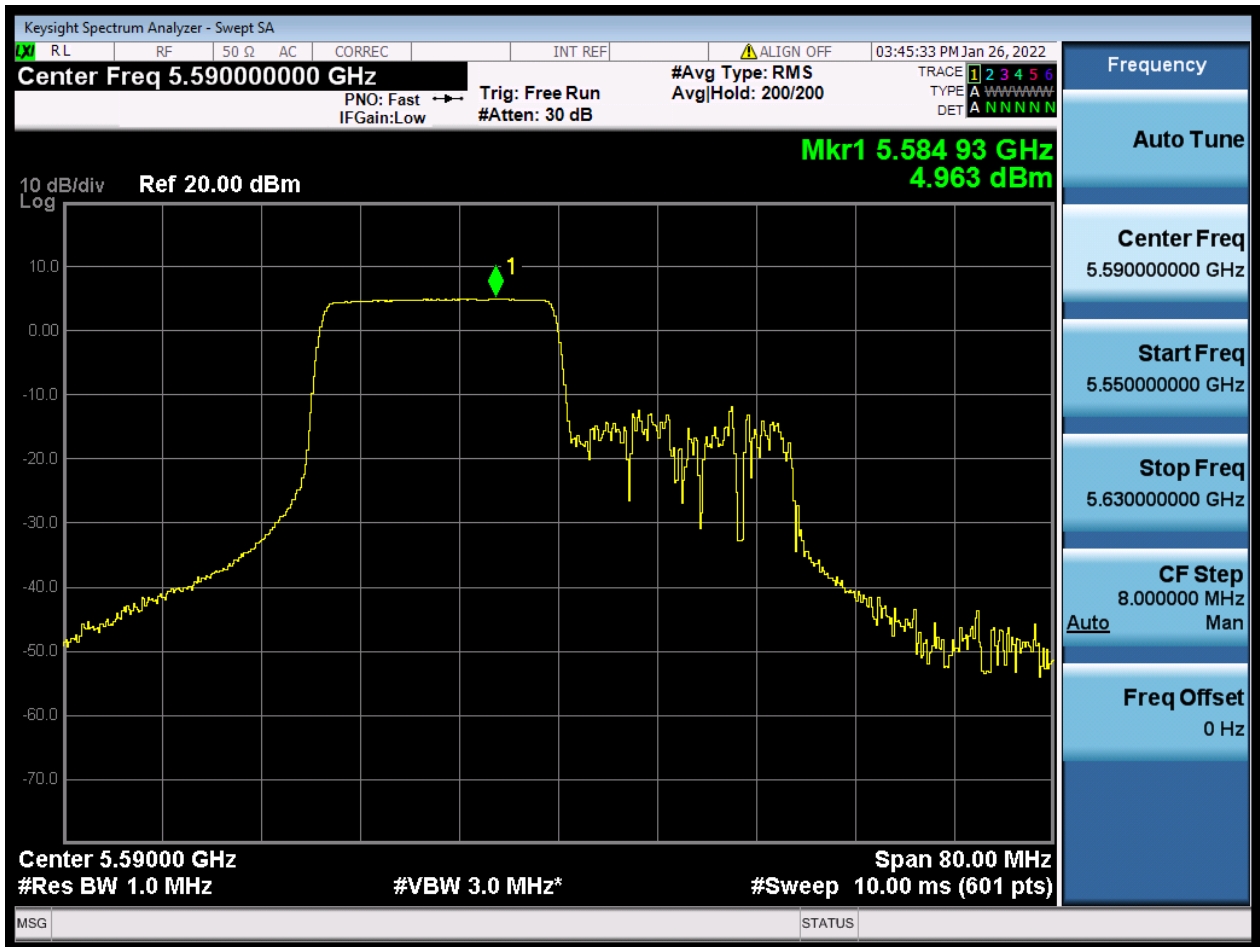 Keysight Spectrum Analyzer - Swept SA
LXI RL RF 50 Ω AC CORREC INT REF ALIGN OFF 03:45:33 PM Jan 26, 2022
Center Freq 5.590000000 GHz
PNO: Fast
IFGain:Low
Trig: Free Run
#Atten: 30 dB
#Avg Type: RMS
Avg|Hold: 200/200
TRACE 1 2 3 4 5 6
TYPE A WWWWW
DET A N N N N N
Mkr1 5.584 93 GHz
4.963 dBm
10 dB/div Ref 20.00 dBm
Log
1
10.0
0.00
-10.0
-20.0
-30.0
-40.0
-50.0
-60.0
-70.0
Center 5.59000 GHz Span 80.00 MHz
#Res BW 1.0 MHz #VBW 3.0 MHz* #Sweep 10.00 ms (601 pts)
MSG STATUS
Frequency
Auto Tune
Center Freq
5.590000000 GHz
Start Freq
5.550000000 GHz
Stop Freq
5.630000000 GHz
CF Step
8.000000 MHz
Auto Man
Freq Offset
0 Hz